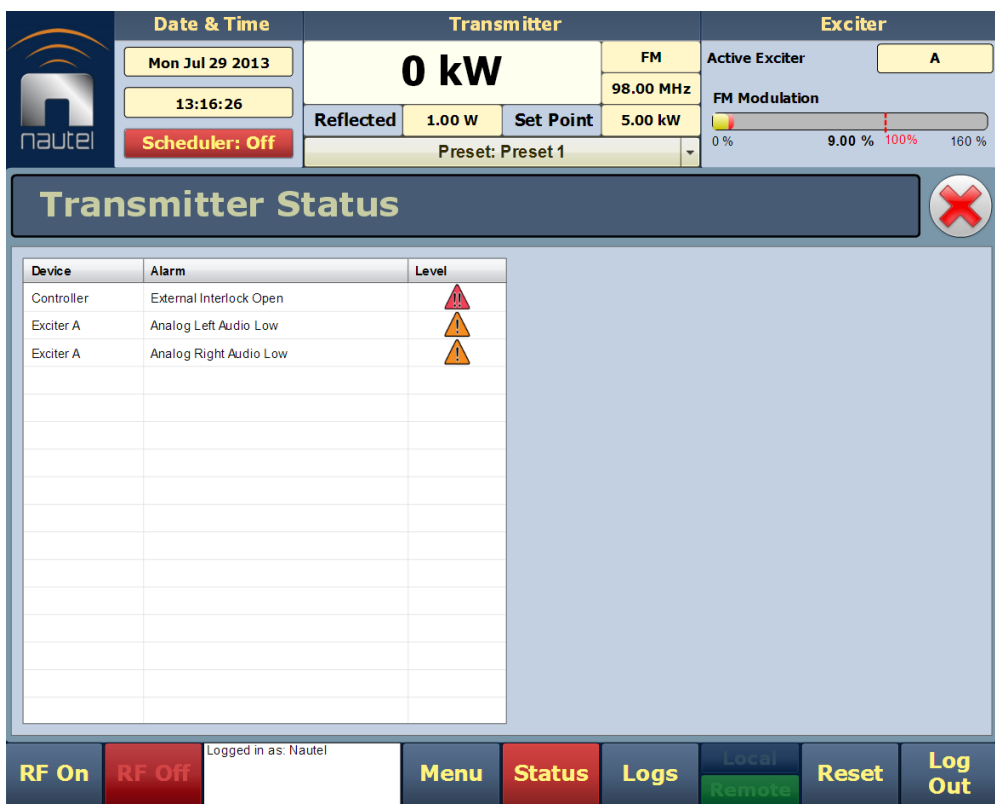 Date & Time
Transmitter
Exciter
nautel
Mon Jul 29 2013
13:16:26
Scheduler: Off
0 kW
FM
98.00 MHz
Reflected 1.00 W Set Point 5.00 kW
Preset: Preset 1
Active Exciter A
FM Modulation
0 % 9.00 % 100% 160 %
Transmitter Status
Device Alarm Level
Controller External Interlock Open
Exciter A Analog Left Audio Low
Exciter A Analog Right Audio Low
RF On
RF Off
Logged in as: Nautel
Menu
Status
Logs
Local
Remote
Reset
Log
Out